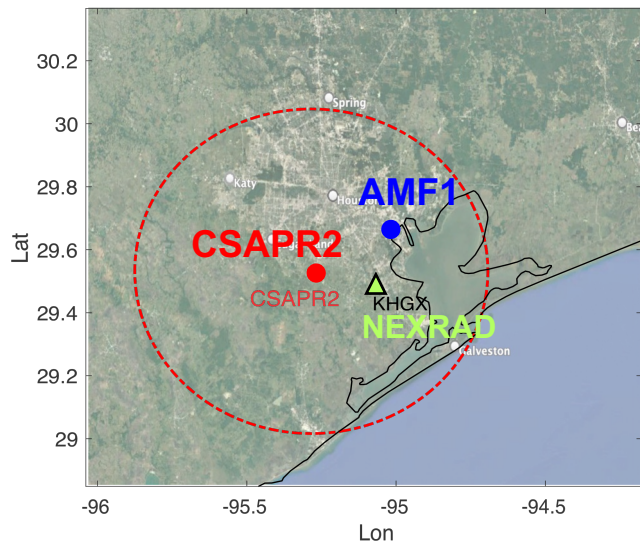 30.2
30
29.8
29.6
29.4
29.2
29
Lat
Spring
Katy
Houston
AMF1
CSAPR2
CSAPR2
KHGX
NEXRAD
Galveston
-96
-95.5
-95
-94.5
Lon